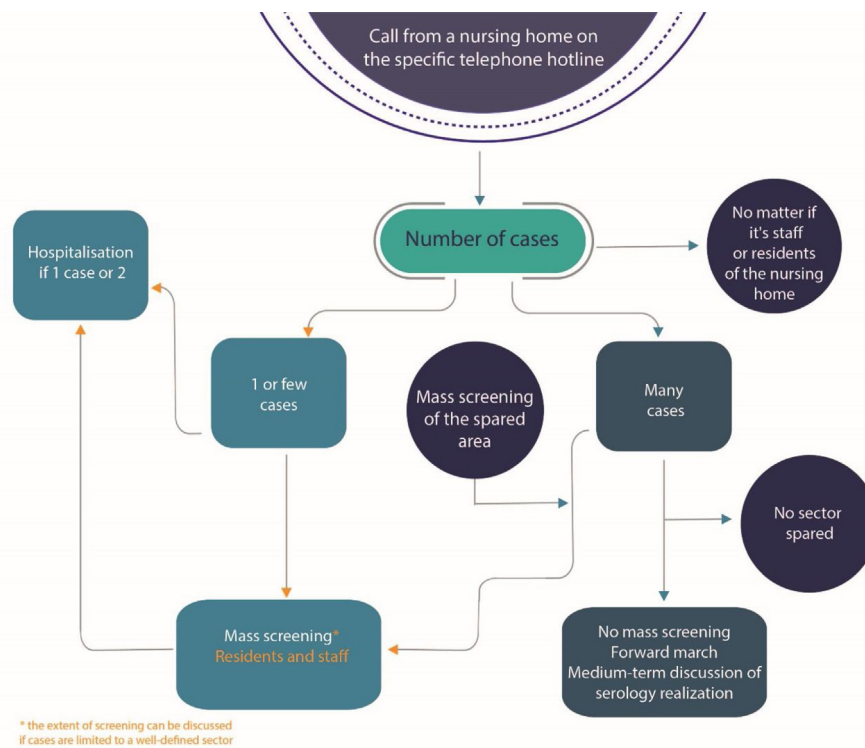 Call from a nursing home on
the specific telephone hotline
Number of cases
No matter if
it's staff
or residents
of the nursing
home
Hospitalisation
if 1 case or 2
1 or few
cases
Mass screening
of the spared
area
Many
cases
No sector
spared
Mass screening*
Residents and staff
No mass screening
Forward march
Medium-term discussion of
serology realization
* the extent of screening can be discussed
if cases are limited to a well-defined sector